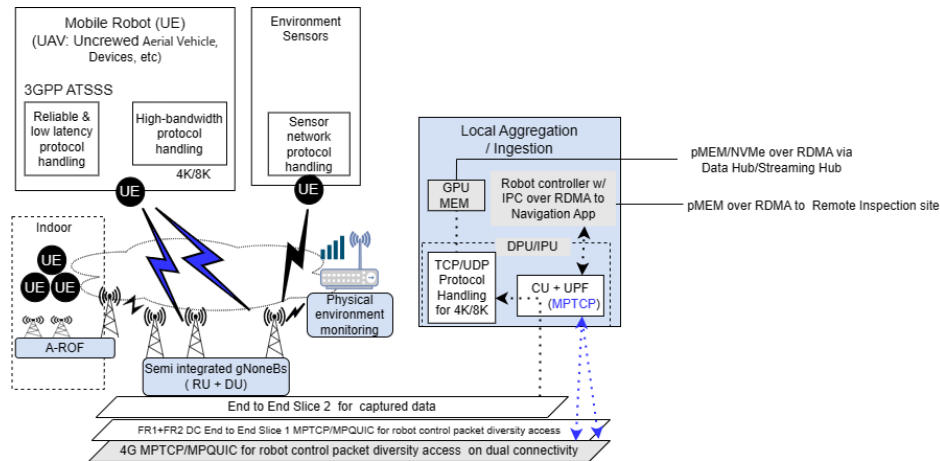 Mobile Robot (UE)
(UAV: Uncrewed Aerial Vehicle,
Devices, etc)
3GPP ATSSS
Reliable &
low latency
protocol
handling
High-bandwidth
protocol
handling
4K/8K
UE
Environment
Sensors
Sensor
network
protocol
handling
UE
Indoor
UE
UE
UE
A-ROF
Physical
environment
monitoring
Semi integrated gNoneBs
( RU + DU)
Local Aggregation
/ Ingestion
GPU
MEM
Robot controller w/
IPC over RDMA to
Navigation App
DPU/IPU
TCP/UDP
Protocol
Handling
for 4K/8K
CU + UPF
(MPTCP)
pMEM/NVMe over RDMA via
Data Hub/Streaming Hub
pMEM over RDMA to Remote Inspection site
End to End Slice 2 for captured data
FR1+FR2 DC End to End Slice 1 MPTCP/MPQUIC for robot control packet diversity access
4G MPTCP/MPQUIC for robot control packet diversity access on dual connectivity